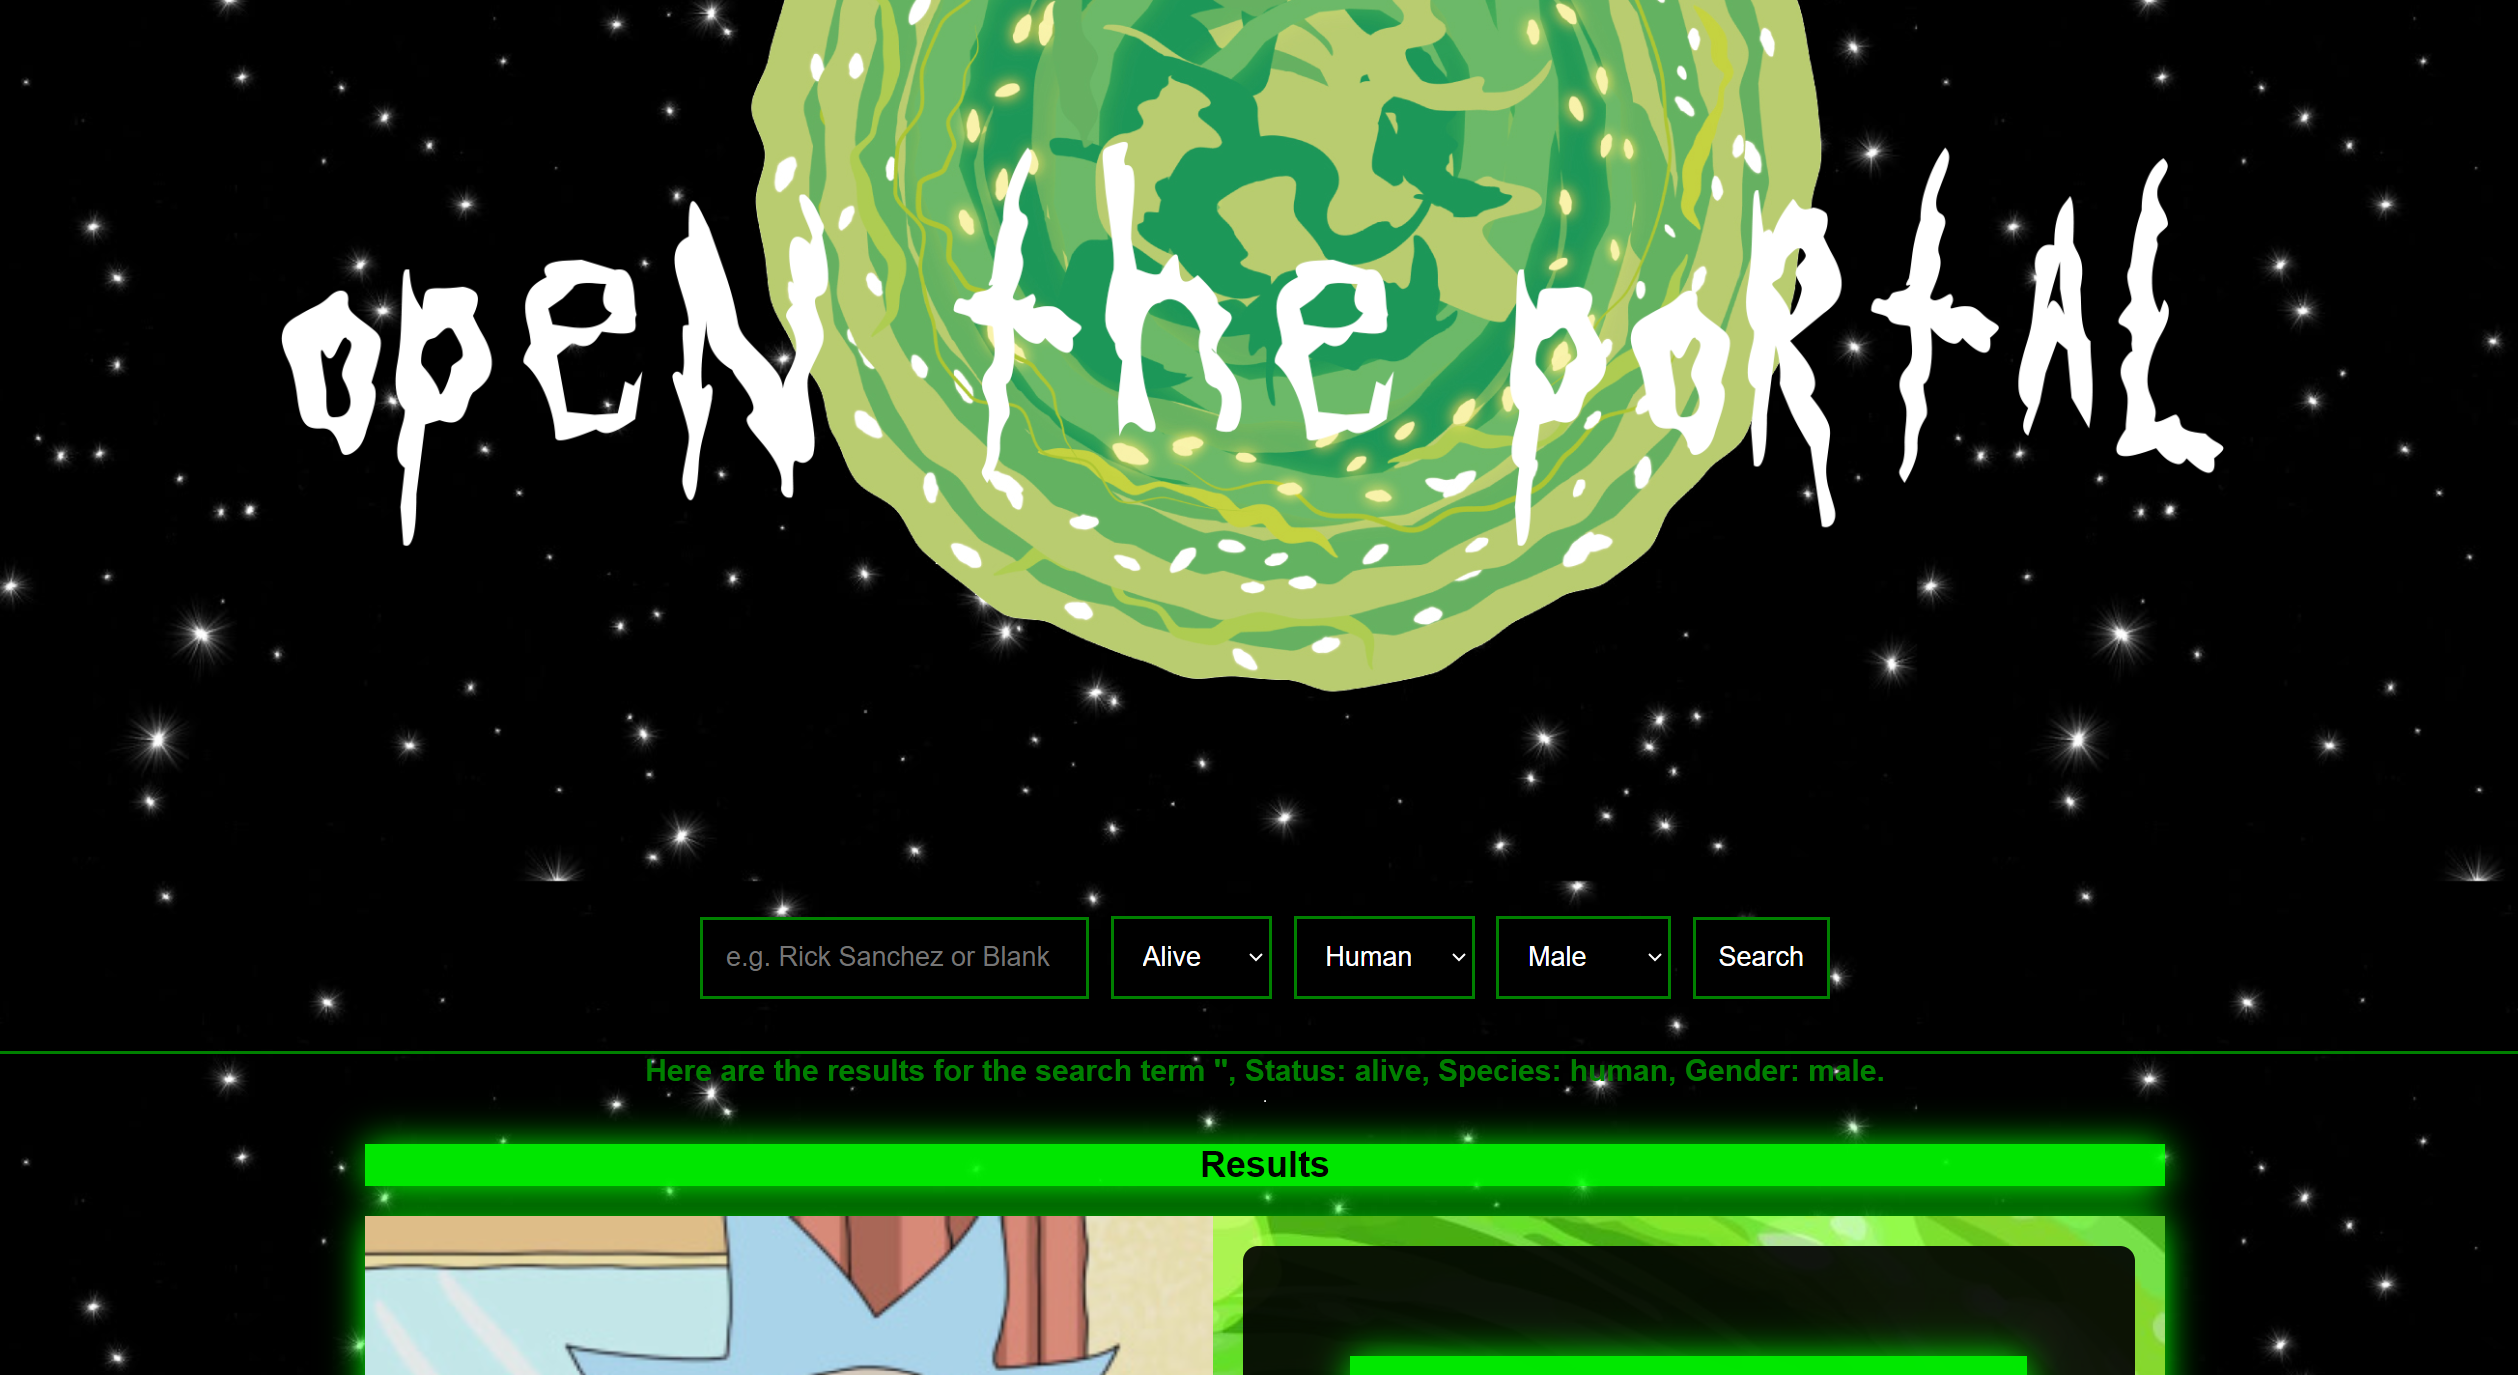 opeN the poRtAL
e.g. Rick Sanchez or Blank Alive Human Male Search
Here are the results for the search term ", Status: alive, Species: human, Gender: male.
Results